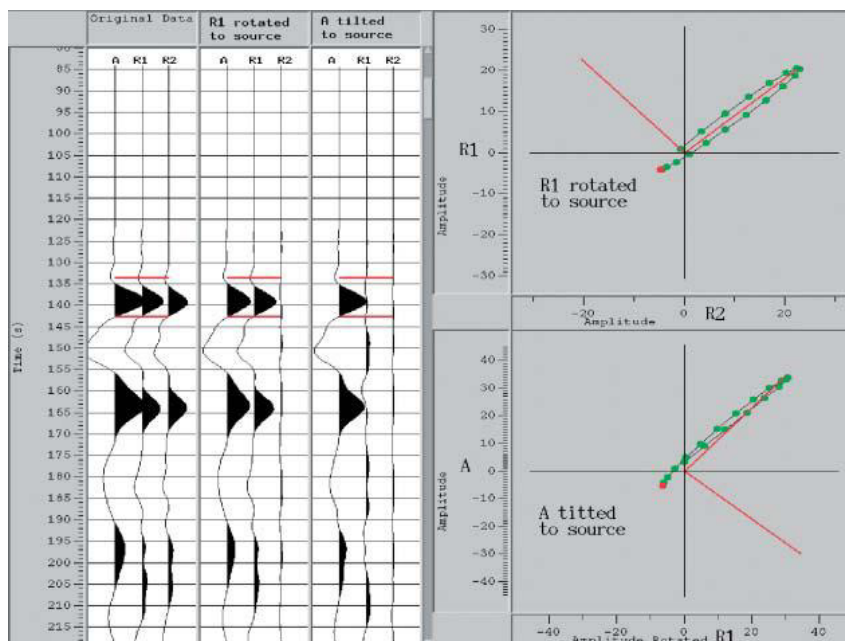 Original Data
R1 rotated
to source
A tilted
to source
A R1 R2
A R1 R2
A R1 R2
85
90
95
100
105
110
115
120
125
130
135
140
145
150
155
160
165
170
175
180
185
190
195
200
205
210
215
Time (s)
30
20
10
0
-10
-20
-30
R1
Amplitude
R1 rotated
to source
-20
0
20
Amplitude
R2
40
30
20
10
0
-10
-20
-30
-40
A
Amplitude
A titted
to source
-40
-20
0
20
40
Amplitude Rotated
R1